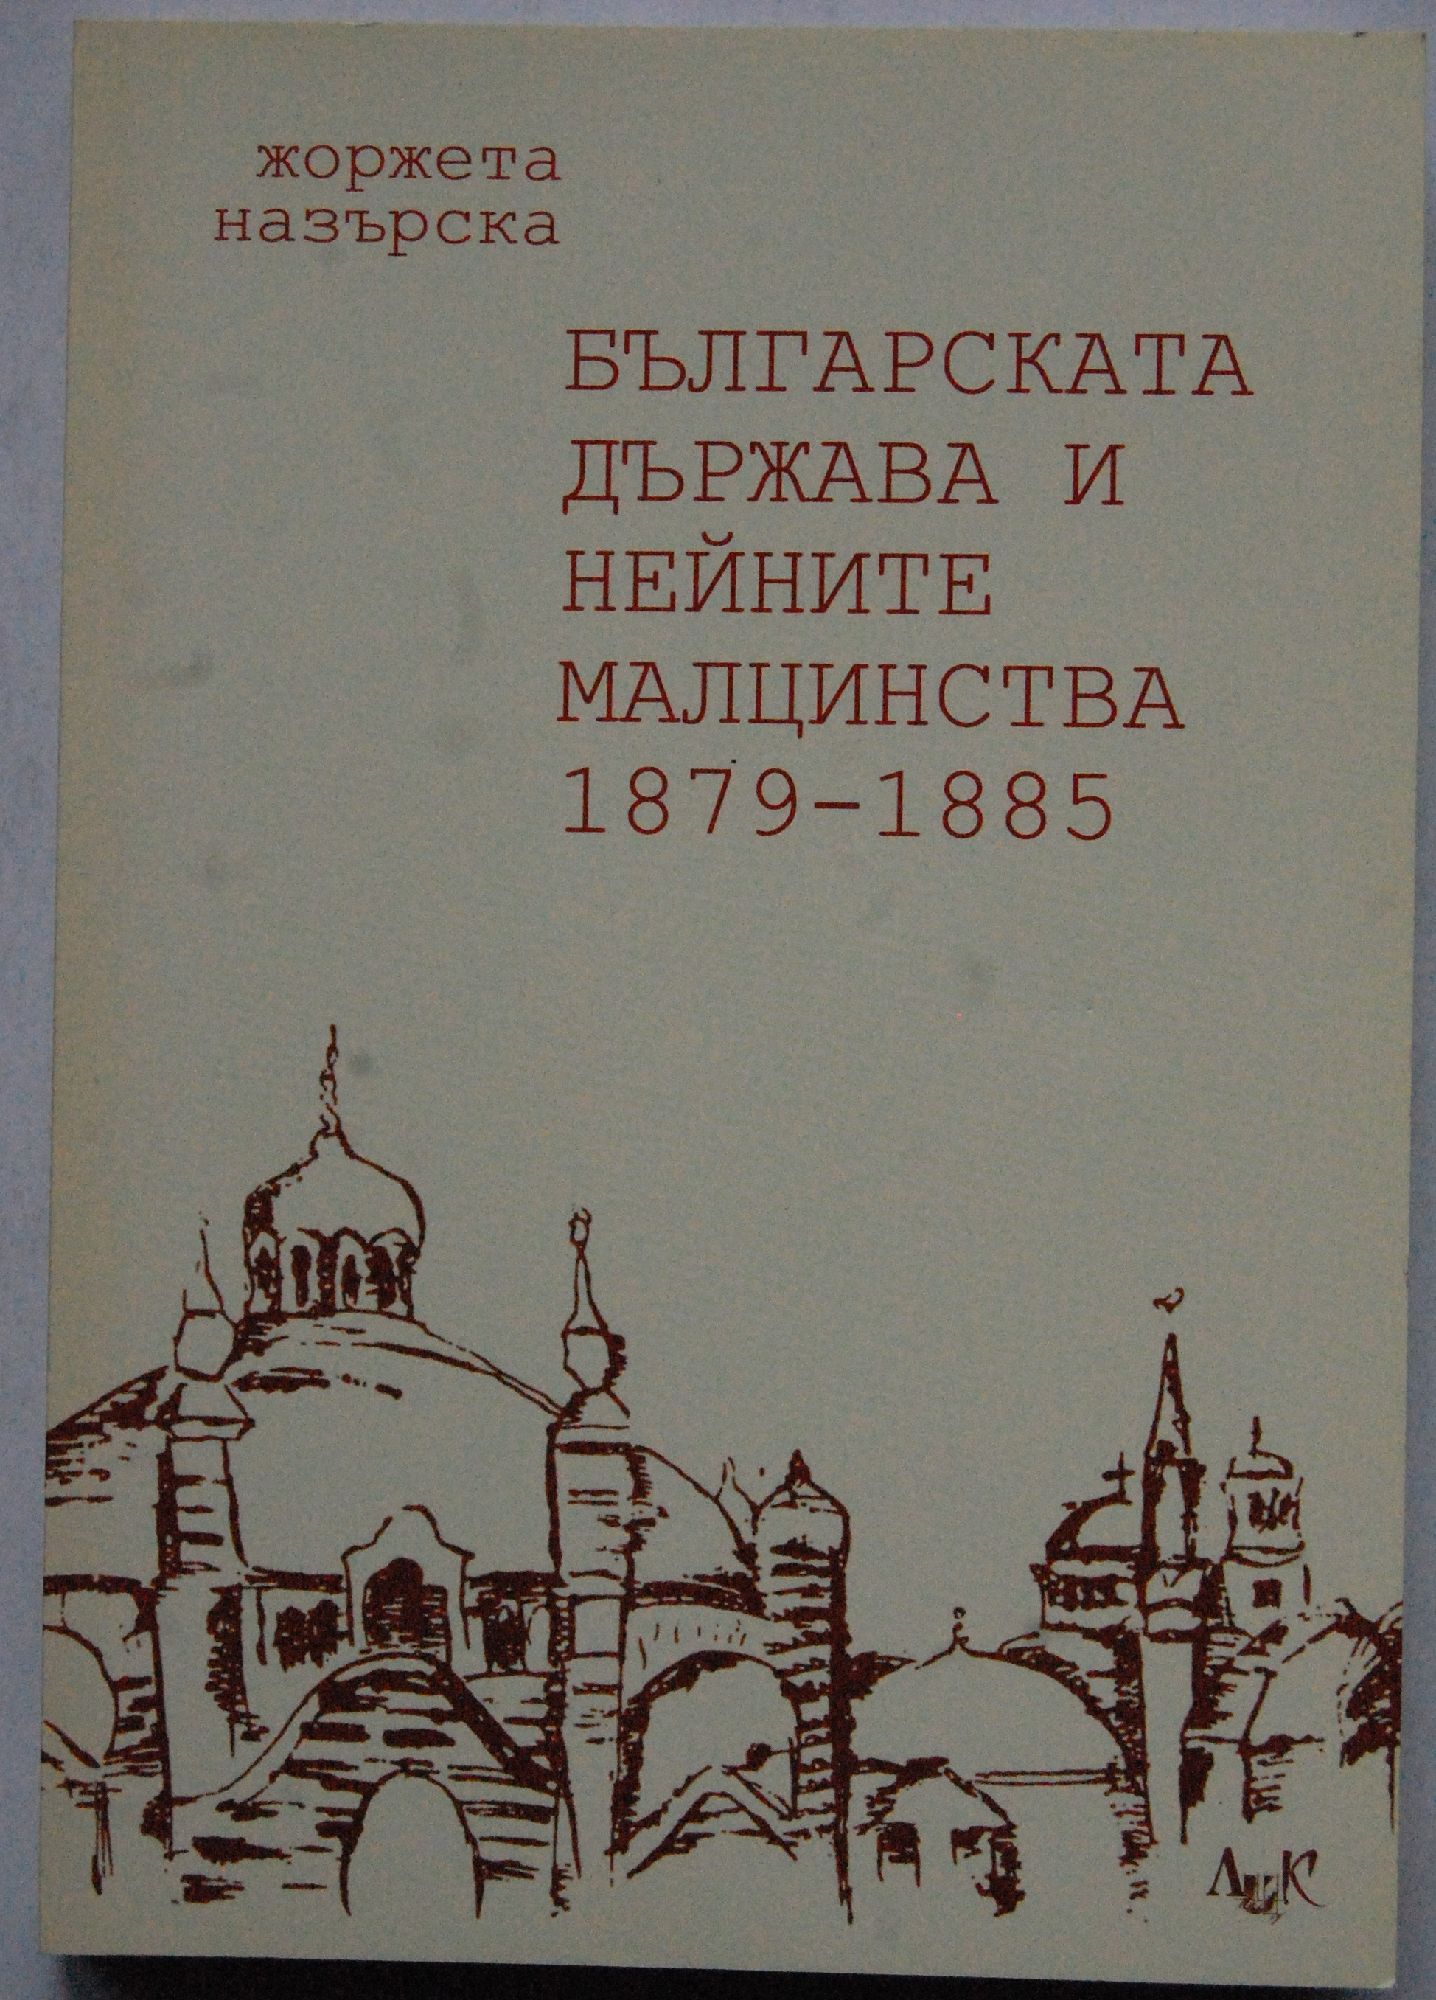 жоржета
назърска
БЪЛГАРСКАТА
ДЪРЖАВА И
НЕЙНИТЕ
МАЛЦИНСТВА
1879-1885
ЛИК